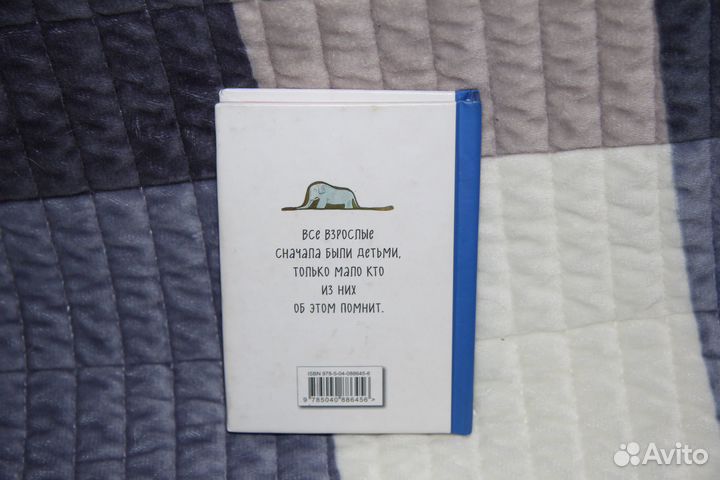 ВСЕ ВЗРОСЛЫЕ
СНАЧАЛА БЫЛИ ДЕТЬМИ,
ТОЛЬКО МАЛО КТО
ИЗ НИХ
ОБ ЭТОМ ПОМНИТ.
ISBN 978-5-04-088645-6
9 785040 886456 >
Avito